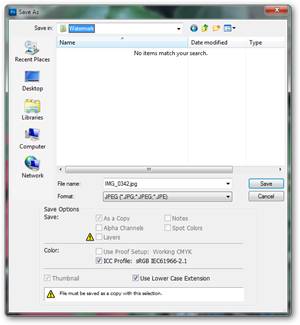 Save As
Save in: Watermark
Name Date modified Type
No items match your search.
Recent Places
Desktop
Libraries
Computer
Network
File name: IMG_0342.jpg Save
Format: JPEG (*.JPG;*.JPEG;*.JPE) Cancel
Save Options
Save: As a Copy Notes
Alpha Channels Spot Colors
Layers
Color: Use Proof Setup: Working CMYK
ICC Profile: sRGB IEC61966-2.1
Thumbnail Use Lower Case Extension
File must be saved as a copy with this selection.